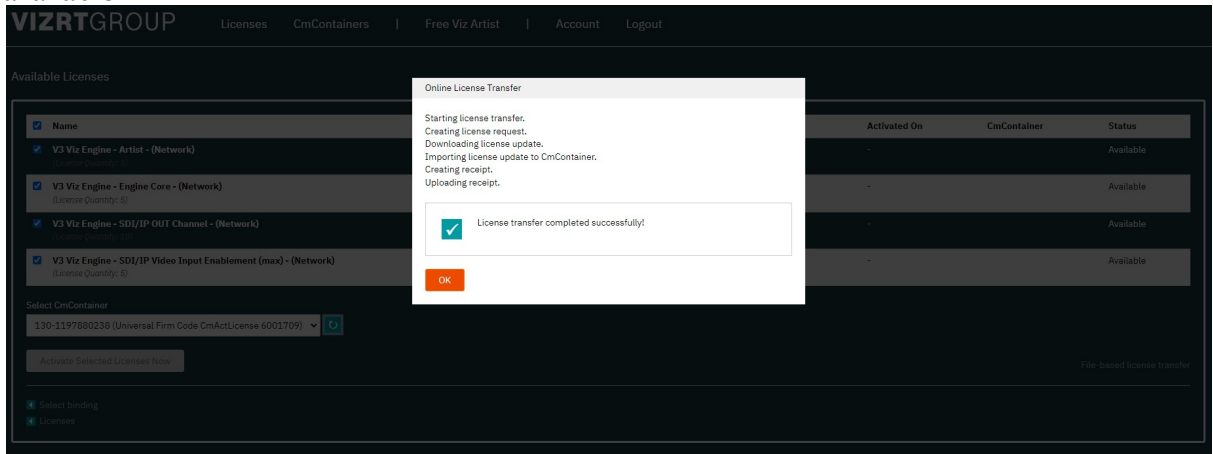 VIZRTGROUP Licenses CmContainers | Free Viz Artist | Account Logout
Available Licenses
Online License Transfer
Starting license transfer.
Creating license request.
Downloading license update.
Importing license update to CmContainer.
Creating receipt.
Uploading receipt.
License transfer completed successfully!
OK
Name Activated On CmContainer Status
V3 Viz Engine - Artist - (Network) - Available
V3 Viz Engine - Engine Core - (Network) - Available
(License Quantity: 5)
V3 Viz Engine - SDI/IP OUT Channel - (Network) - Available
V3 Viz Engine - SDI/IP Video Input Enablement (max) - (Network) - Available
(License Quantity: 5)
Select CmContainer
130-1197880238 (Universal Firm Code CmActLicense 6001709)
Activate Selected Licenses Now
File-based license transfer
Select binding
Licenses